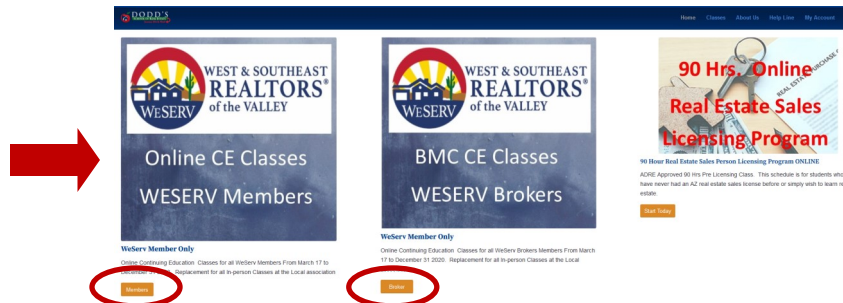 DODD'S
Home Classes About Us Help Line My Account
WEST & SOUTHEAST
REALTORS®
of the VALLEY
WESERV
Online CE Classes
WESERV Members
WeServ Member Only
Online Continuing Education Classes for all WeServ Members From March 17 to
December 31 2020. Replacement for all In-person Classes at the Local association
Members
WEST & SOUTHEAST
REALTORS®
of the VALLEY
WESERV
BMC CE Classes
WESERV Brokers
WeServ Member Only
Online Continuing Education Classes for all WeServ Brokers Members From March
17 to December 31 2020. Replacement for all In-person Classes at the Local
Broker
REAL ESTATE PURCHASE
90 Hrs. Online
Real Estate Sales
Licensing Program
90 Hour Real Estate Sales Person Licensing Program ONLINE
ADRE Approved 90 Hrs Pre Licensing Class. This schedule is for students who
have never had an AZ real estate sales license before or simply wish to learn
estate.
Start Today